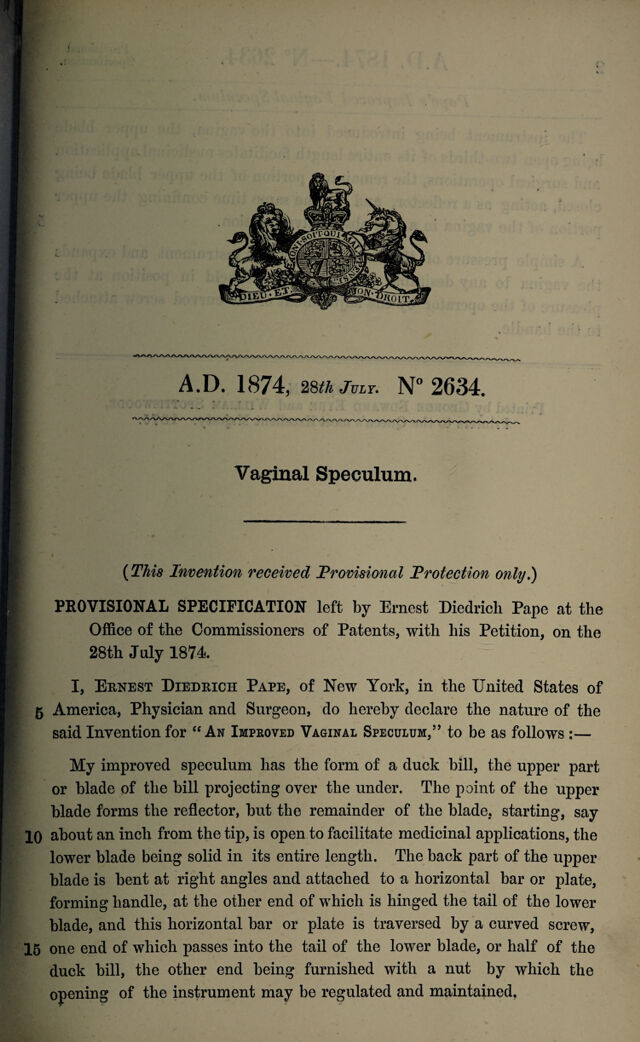 HONI SOIT QUI MAL
DIEU ET MON DROIT
A.D. 1874, 28th July. N° 2634.
Vaginal Speculum.
(This Invention received Provisional Protection only.)
PROVISIONAL SPECIFICATION left by Ernest Diedrich Pape at the
Office of the Commissioners of Patents, with his Petition, on the
28th July 1874.
I, Ernest Diedrich Pape, of New York, in the United States of
5 America, Physician and Surgeon, do hereby declare the nature of the
said Invention for “An Improved Vaginal Speculum,” to be as follows :—
My improved speculum has the form of a duck bill, the upper part
or blade of the bill projecting over the under. The point of the upper
blade forms the reflector, but the remainder of the blade, starting, say
10 about an inch from the tip, is open to facilitate medicinal applications, the
lower blade being solid in its entire length. The back part of the upper
blade is bent at right angles and attached to a horizontal bar or plate,
forming handle, at the other end of which is hinged the tail of the lower
blade, and this horizontal bar or plate is traversed by a curved screw,
15 one end of which passes into the tail of the lower blade, or half of the
duck bill, the other end being furnished with a nut by which the
opening of the instrument may be regulated and maintained.